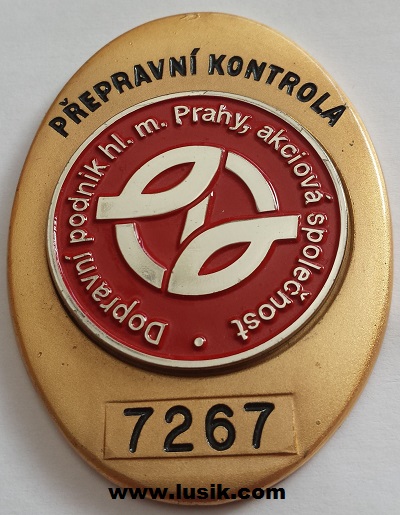 PŘEPRAVNÍ KONTROLA
Dopravní podnik hl. m. Prahy, akciová společnost •
7267
www.lusik.com